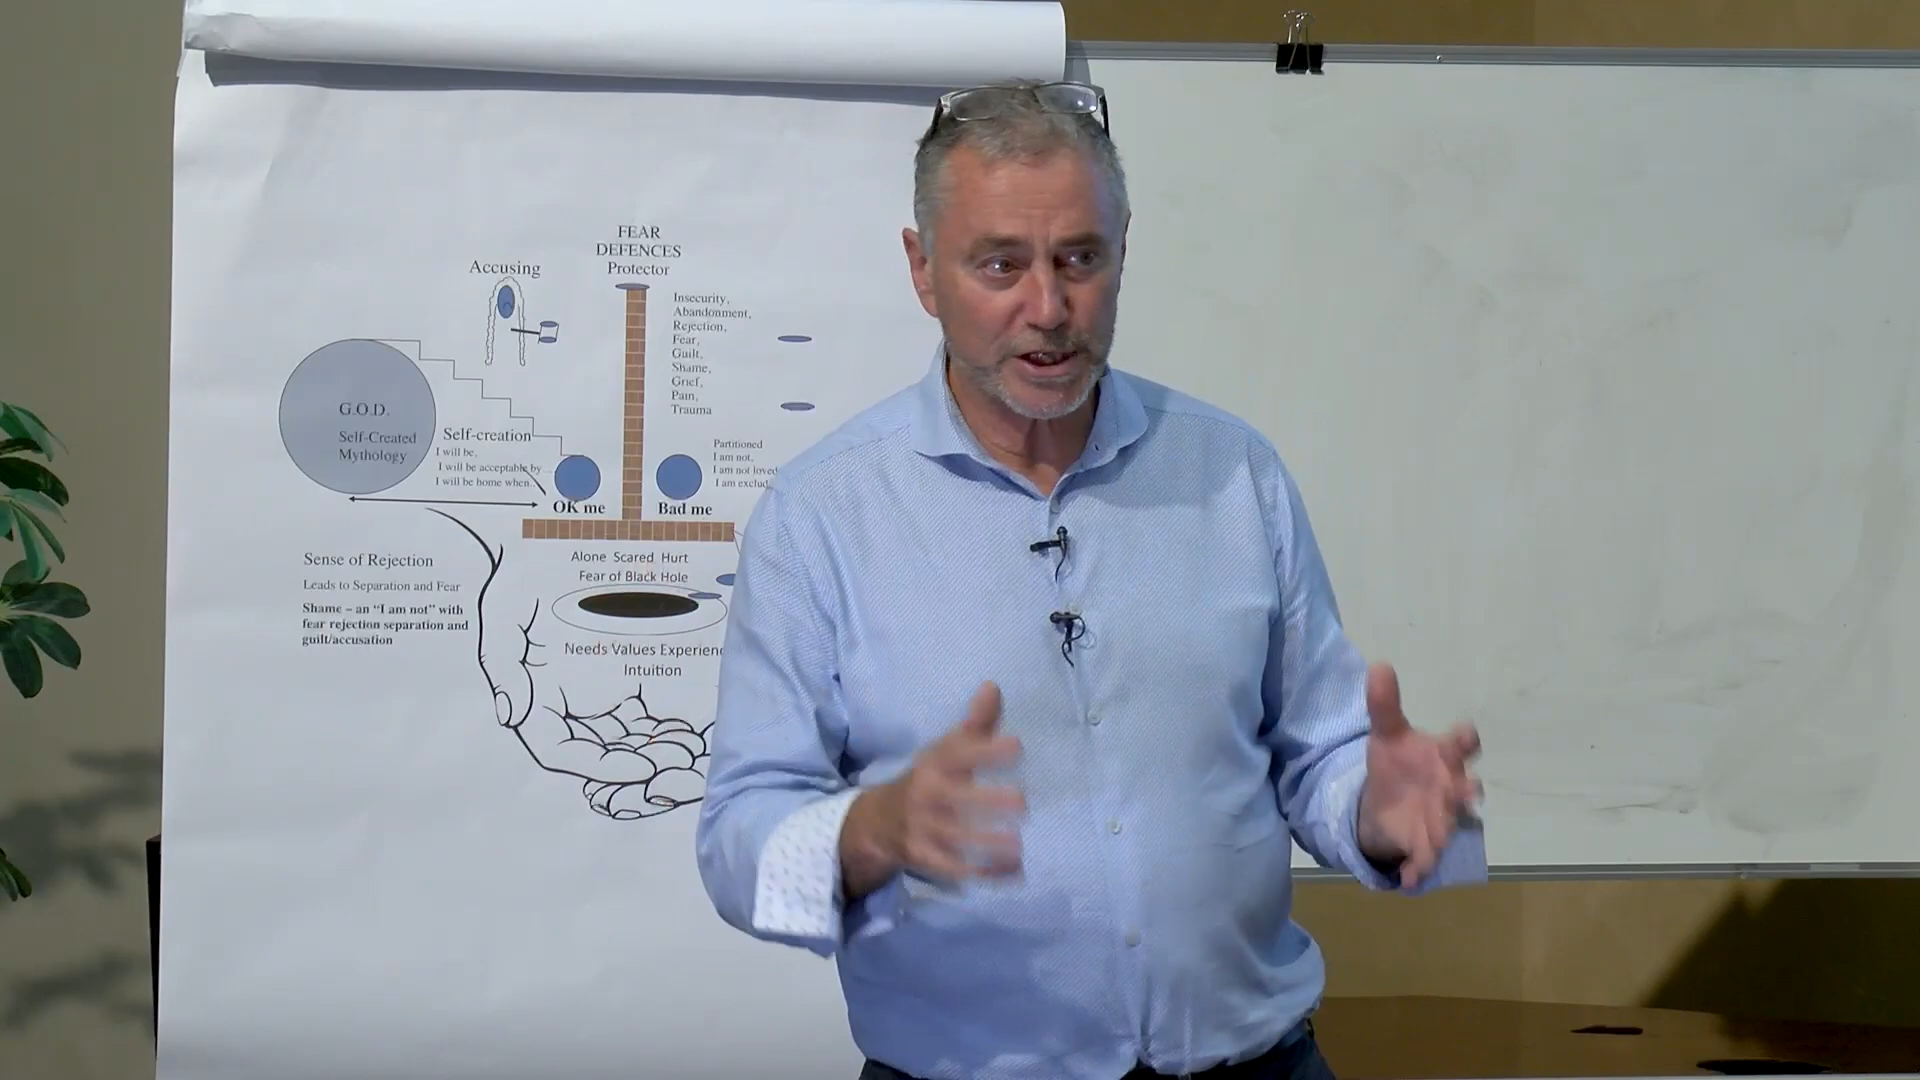 FEAR
DEFENCES
Protector
Accusing
Insecurity,
Abandonment,
Rejection,
Fear,
Guilt,
Shame,
Grief,
Pain,
Trauma
G.O.D.
Self-Created
Mythology
Self-creation
I will be,
I will be acceptable by...
I will be home when..
Partitioned
I am not,
I am not loved
I am exclud
OK me
Bad me
Sense of Rejection
Leads to Separation and Fear
Shame – an “I am not” with
fear rejection separation and
guilt/accusation
Alone Scared Hurt
Fear of Black Hole
Needs Values Experienc
Intuition